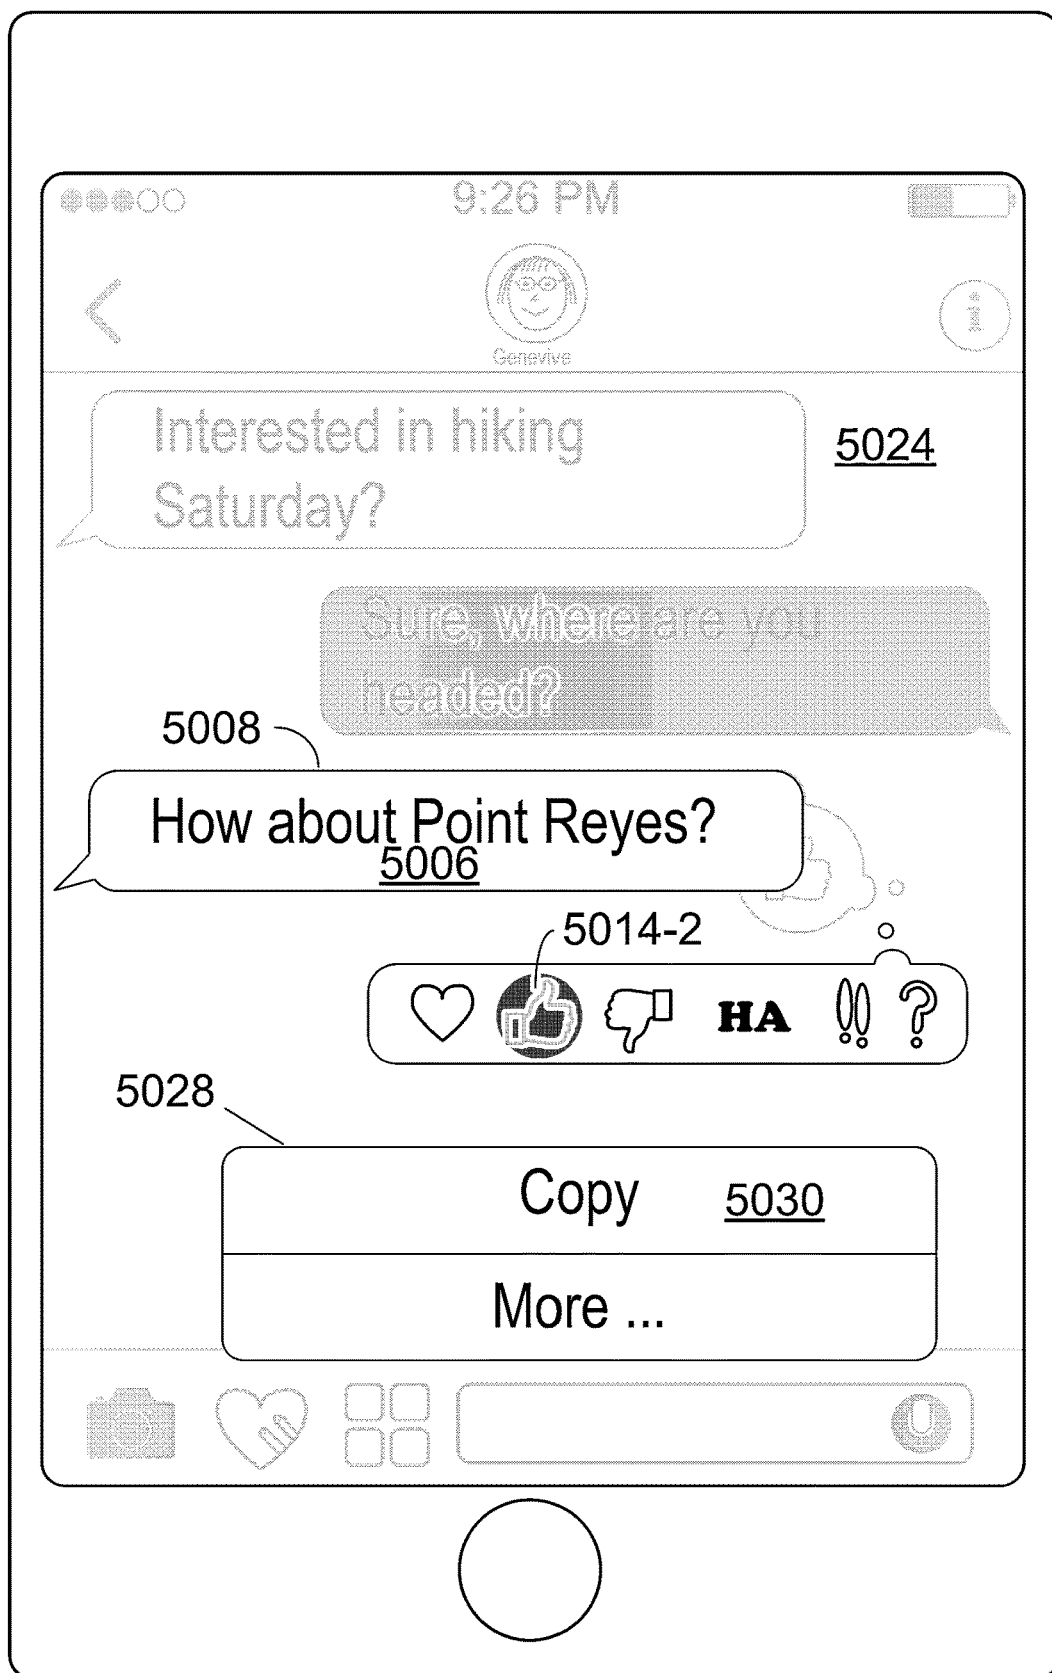 9:26 PM
Genevive
Interested in hiking
Saturday?
5024
Sure, where are you
headed?
5008
How about Point Reyes?
5006
5014-2
HA
!!
?
5028
Copy
5030
More ...